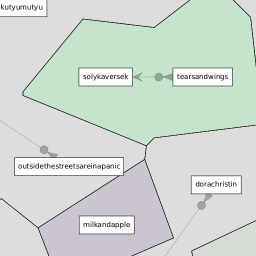 kutyumutyu
solykaversek
tearsandwings
outsidethestreetsareinapanic
dorachristin
milkandapple